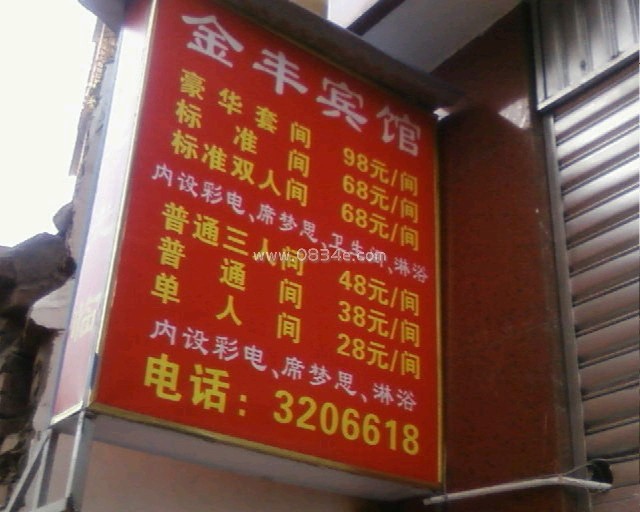 金丰宾馆
豪华套间 98元/间
标准间 68元/间
标准双人间 68元/间
内设彩电、席梦思、卫生间、淋浴
普通三人间 48元/间
普通间 38元/间
单人间 28元/间
内设彩电、席梦思、淋浴
电话：3206618
www.0834e.com